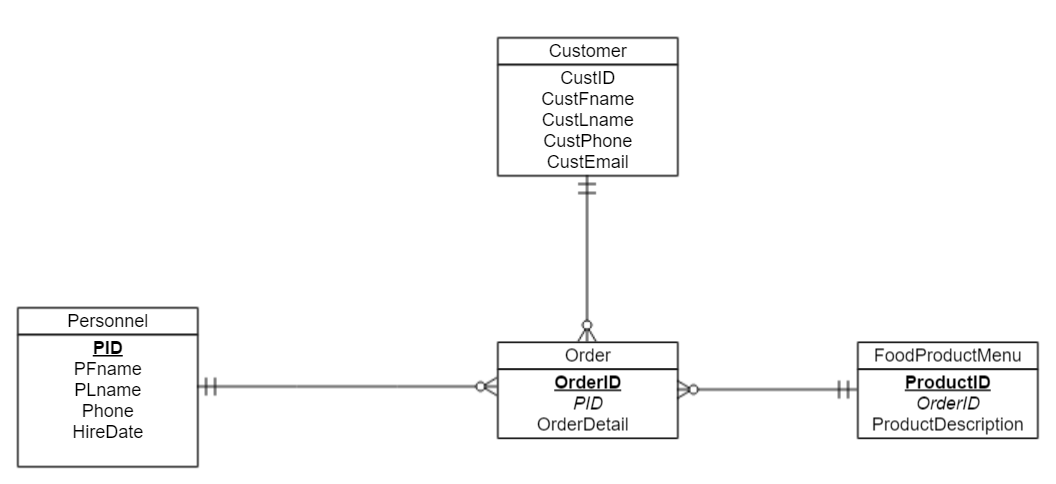 Customer
CustID
CustFname
CustLname
CustPhone
CustEmail
Personnel
PID
PFname
PLname
Phone
HireDate
Order
OrderID
PID
OrderDetail
FoodProductMenu
ProductID
OrderID
ProductDescription